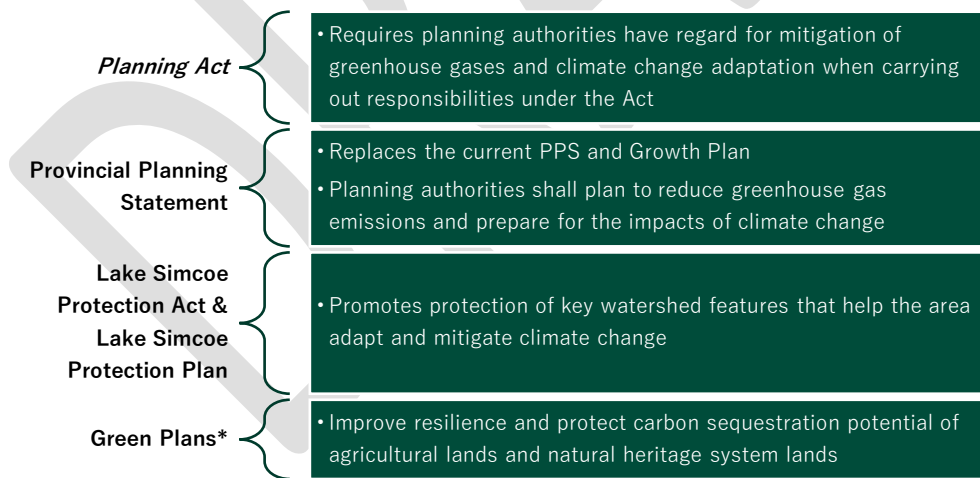 Planning Act
• Requires planning authorities have regard for mitigation of
greenhouse gases and climate change adaptation when carrying
out responsibilities under the Act
Provincial Planning
Statement
• Replaces the current PPS and Growth Plan
• Planning authorities shall plan to reduce greenhouse gas
emissions and prepare for the impacts of climate change
Lake Simcoe
Protection Act &
Lake Simcoe
Protection Plan
• Promotes protection of key watershed features that help the area
adapt and mitigate climate change
Green Plans*
• Improve resilience and protect carbon sequestration potential of
agricultural lands and natural heritage system lands